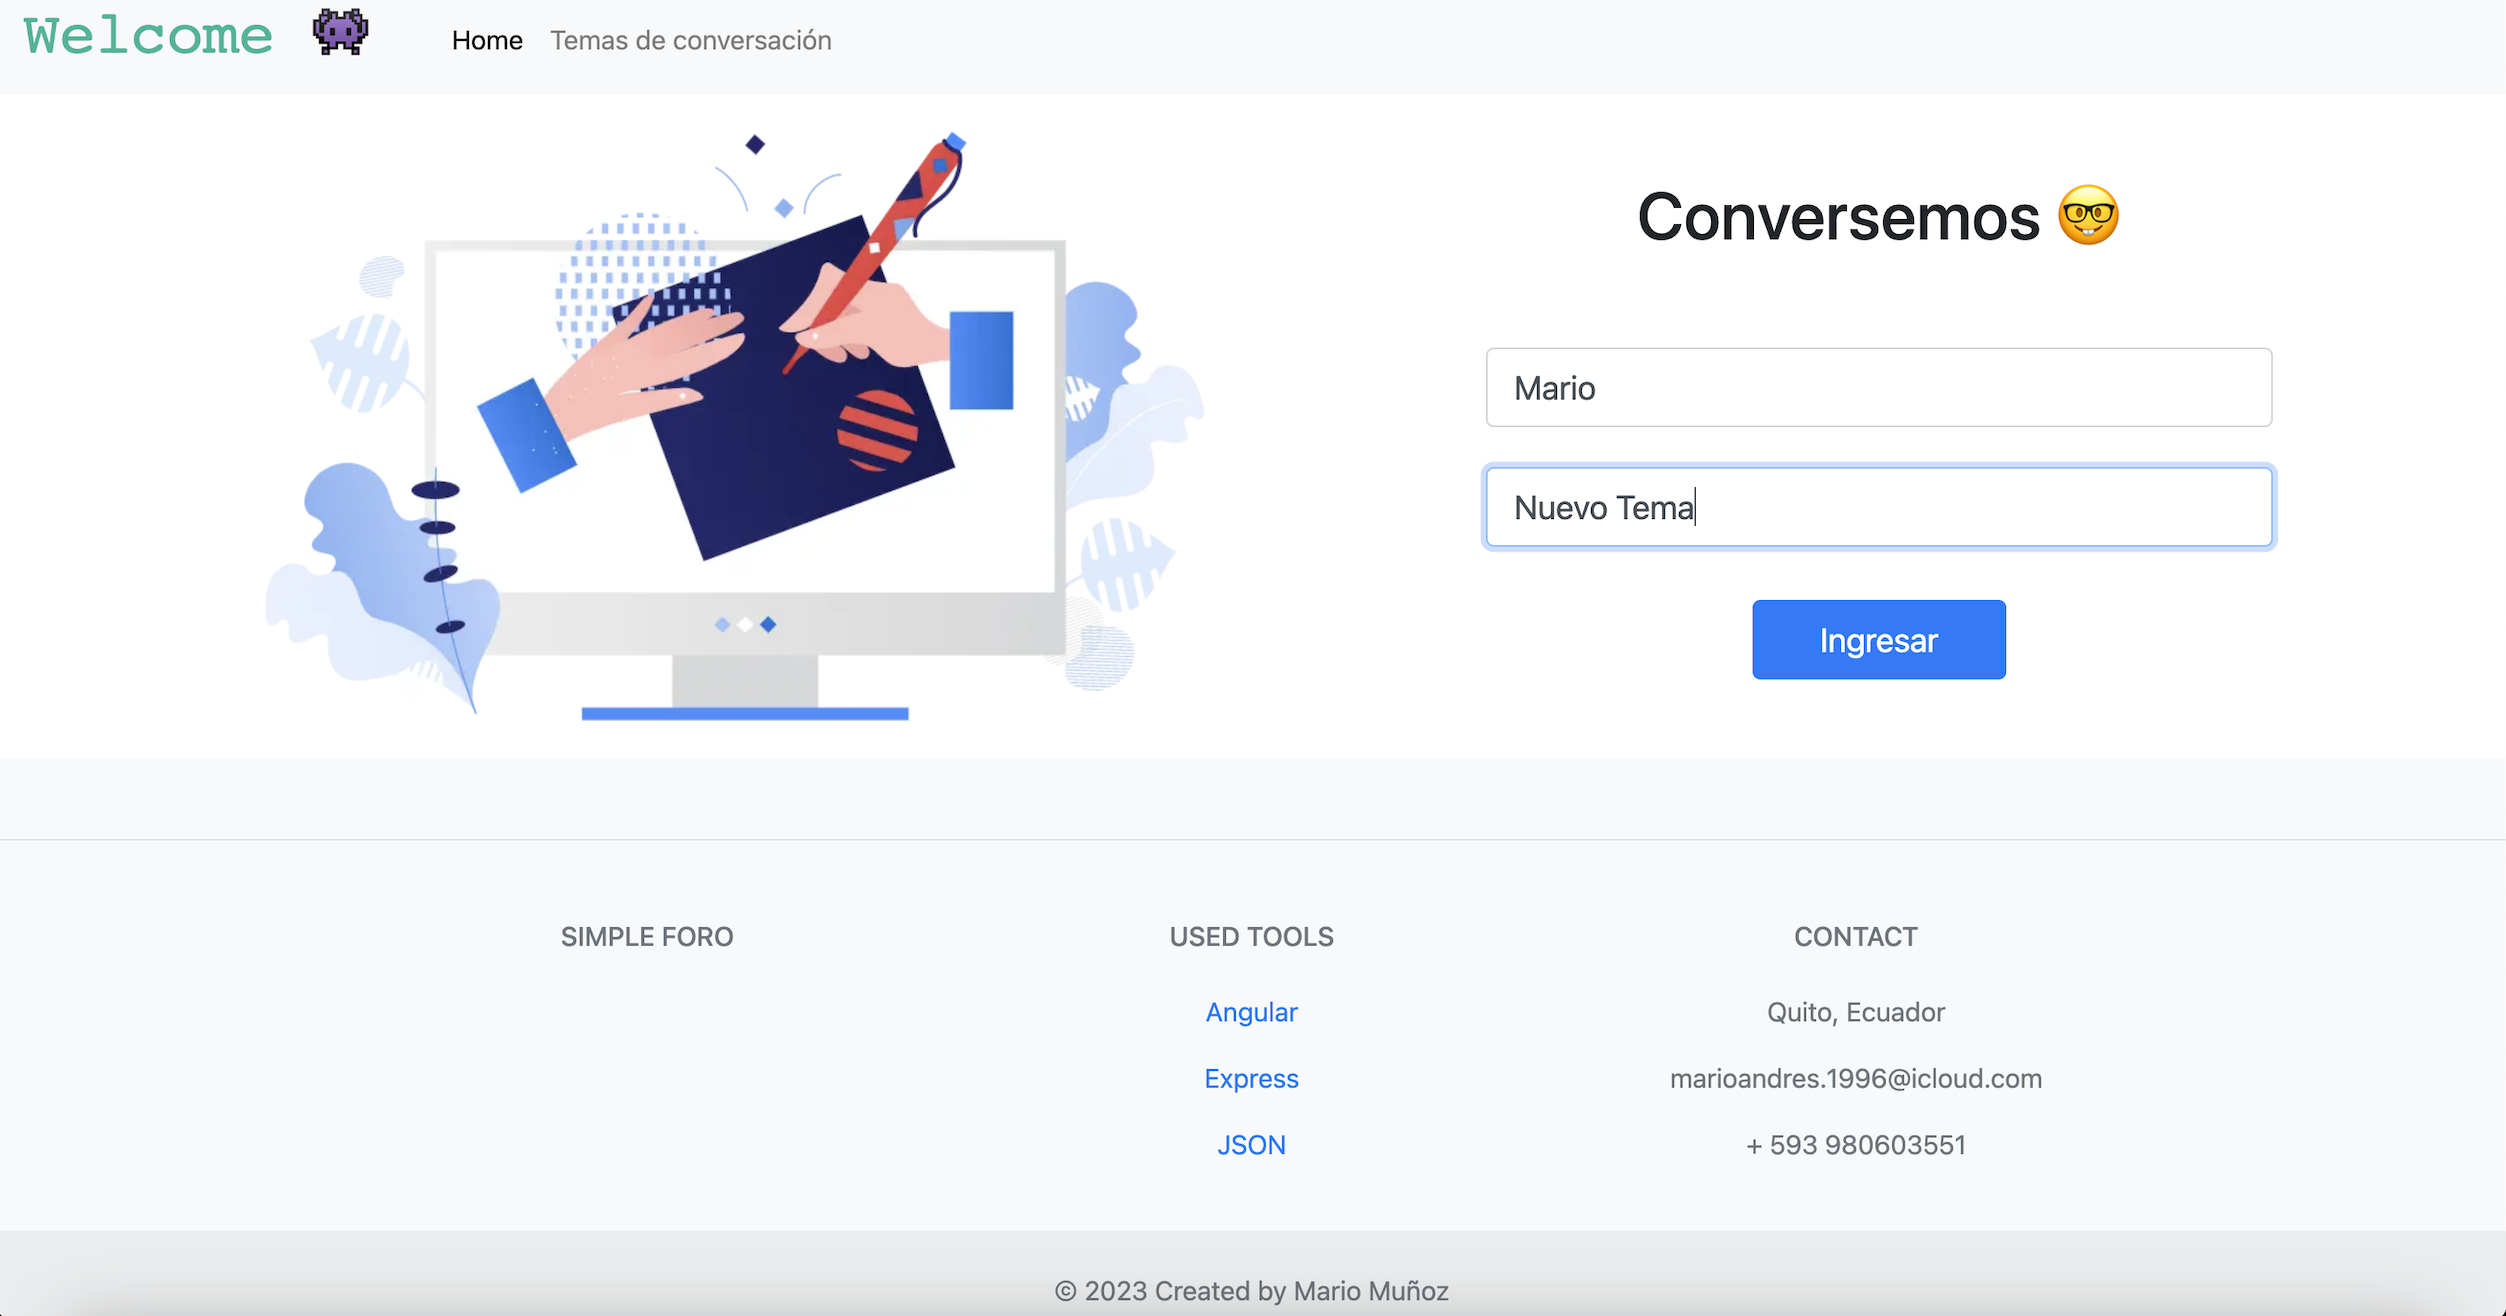 Welcome 👾 Home Temas de conversación
Conversemos 🤓
Mario
Nuevo Tema
Ingresar
SIMPLE FORO
USED TOOLS
Angular
Express
JSON
CONTACT
Quito, Ecuador
marioandres.1996@icloud.com
+ 593 980603551
© 2023 Created by Mario Muñoz